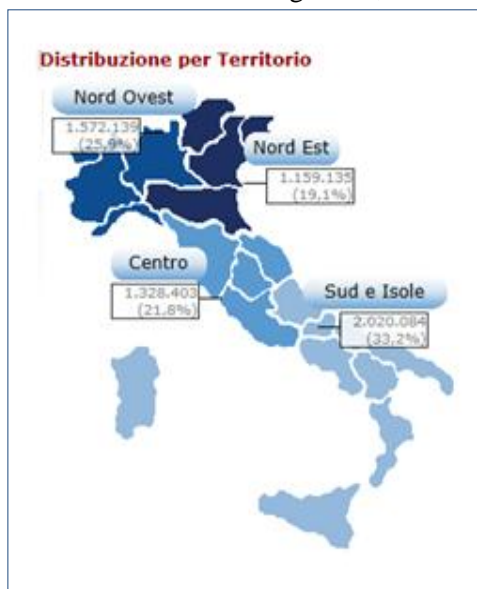 Distribuzione per Territorio
Nord Ovest
1.572.139
(25,9%)
Nord Est
1.159.135
(19,1%)
Centro
1.328.403
(21,8%)
Sud e Isole
2.020.084
(33,2%)